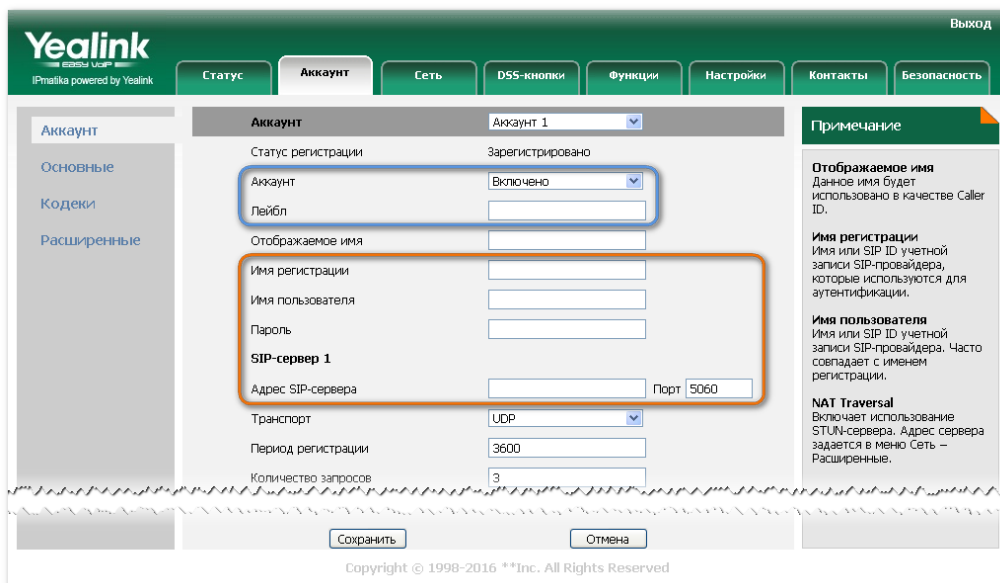 Выход
Yealink
EASY VoIP
IPmatika powered by Yealink
Статус
Аккаунт
Сеть
DSS-кнопки
Функции
Настройки
Контакты
Безопасность
Аккаунт
Основные
Кодеки
Расширенные
Аккаунт Аккаунт 1
Статус регистрации Зарегистрировано
Аккаунт Включено
Лейбл
Отображаемое имя
Имя регистрации
Имя пользователя
Пароль
SIP-сервер 1
Адрес SIP-сервера Порт 5060
Транспорт UDP
Период регистрации 3600
Количество запросов 3
Сохранить Отмена
Примечание
Отображаемое имя
Данное имя будет
использовано в качестве Caller
ID.
Имя регистрации
Имя или SIP ID учетной
записи SIP-провайдера,
которые используются для
аутентификации.
Имя пользователя
Имя или SIP ID учетной
записи SIP-провайдера. Часто
совпадает с именем
регистрации.
NAT Traversal
Включает использование
STUN-сервера. Адрес сервера
задается в меню Сеть –
Расширенные.
Copyright © 1998-2016 **Inc. All Rights Reserved